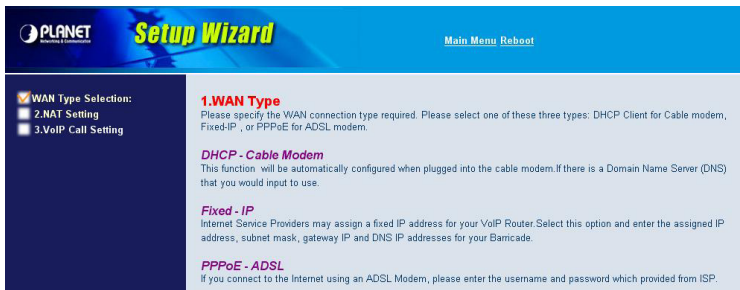 PLANET
Networking & Communication
Setup Wizard
Main Menu Reboot
WAN Type Selection:
2.NAT Setting
3.VoIP Call Setting
1.WAN Type
Please specify the WAN connection type required. Please select one of these three types: DHCP Client for Cable modem,
Fixed-IP , or PPPoE for ADSL modem.
DHCP - Cable Modem
This function will be automatically configured when plugged into the cable modem.If there is a Domain Name Server (DNS)
that you would input to use.
Fixed - IP
Internet Service Providers may assign a fixed IP address for your VoIP Router.Select this option and enter the assigned IP
address, subnet mask, gateway IP and DNS IP addresses for your Barricade.
PPPoE - ADSL
If you connect to the Internet using an ADSL Modem, please enter the username and password which provided from ISP.